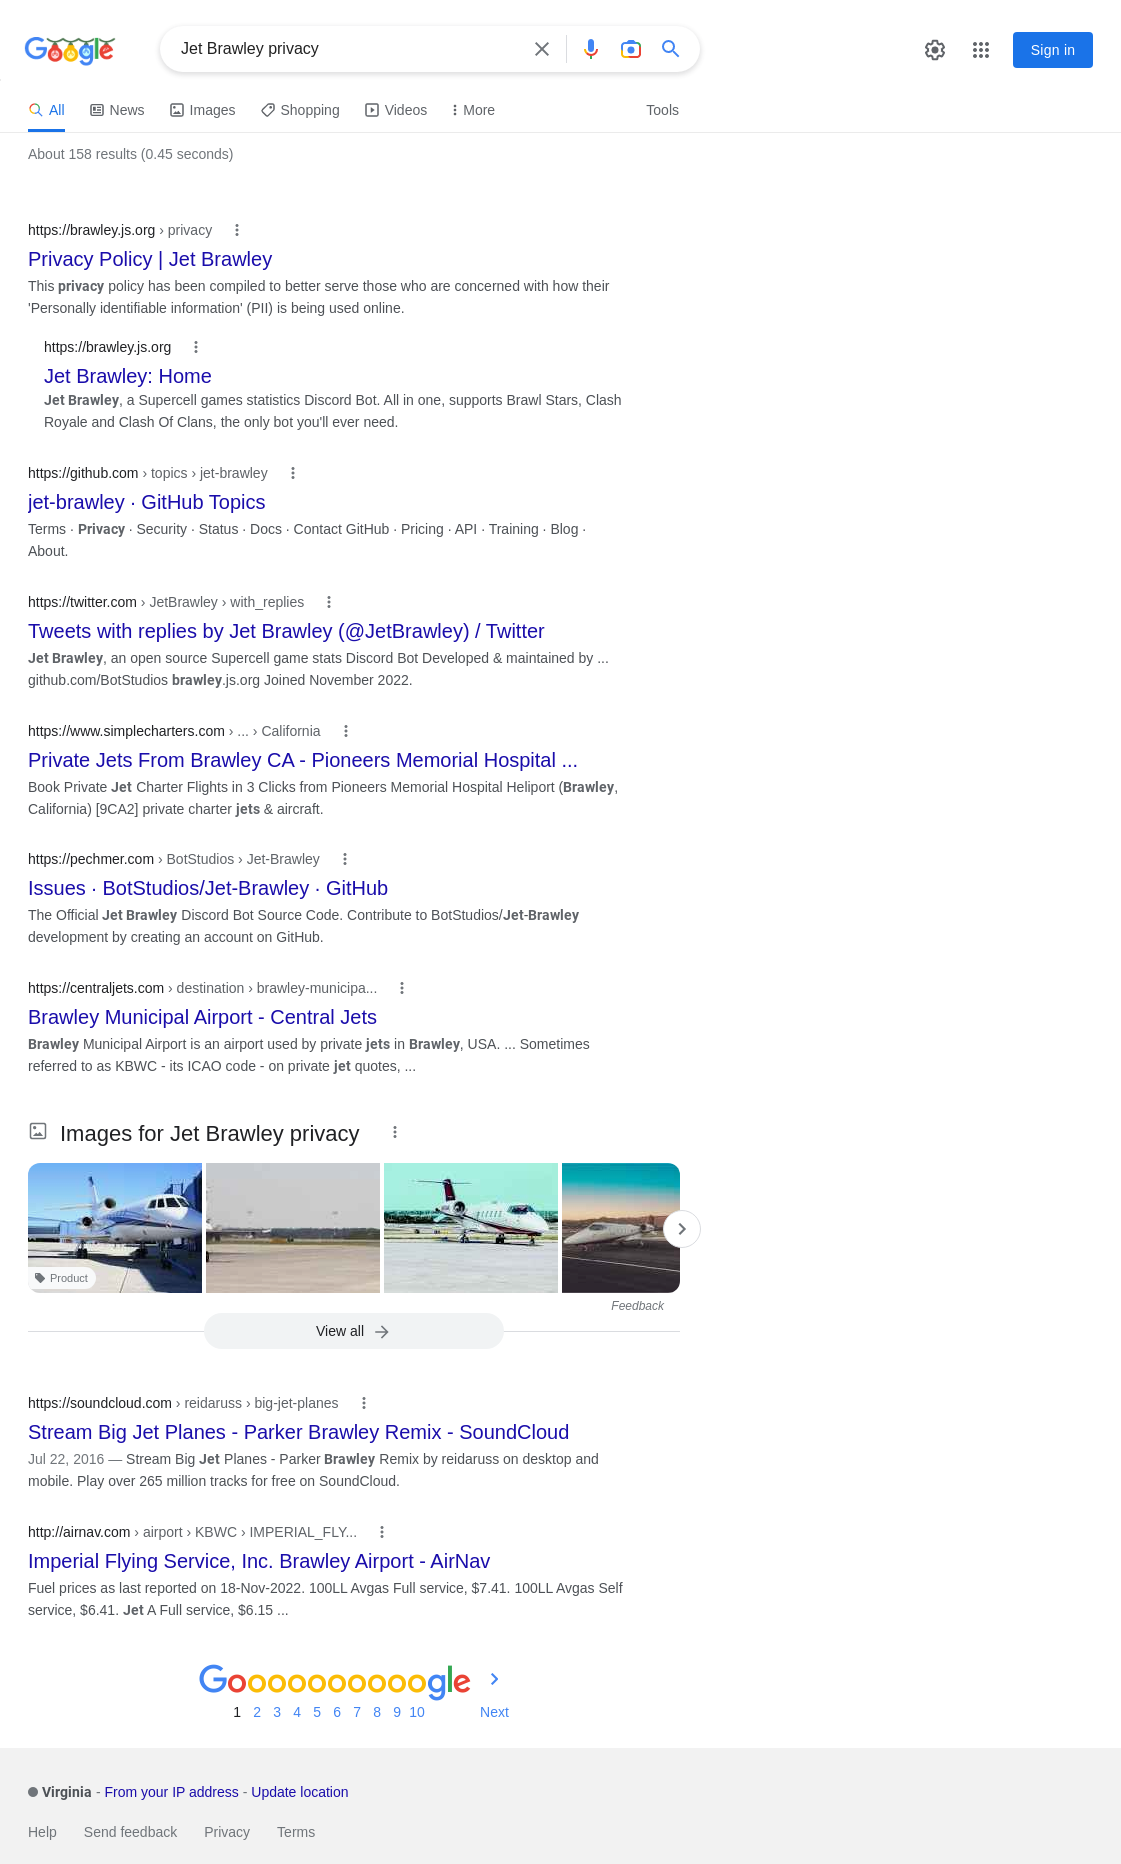 Google
Jet Brawley privacy
Sign in
All
News
Images
Shopping
Videos
More
Tools
About 158 results (0.45 seconds)
https://brawley.js.org › privacy
Privacy Policy | Jet Brawley
This privacy policy has been compiled to better serve those who are concerned with how their
'Personally identifiable information' (PII) is being used online.
https://brawley.js.org
Jet Brawley: Home
Jet Brawley, a Supercell games statistics Discord Bot. All in one, supports Brawl Stars, Clash
Royale and Clash Of Clans, the only bot you'll ever need.
https://github.com › topics › jet-brawley
jet-brawley · GitHub Topics
Terms · Privacy · Security · Status · Docs · Contact GitHub · Pricing · API · Training · Blog ·
About.
https://twitter.com › JetBrawley › with_replies
Tweets with replies by Jet Brawley (@JetBrawley) / Twitter
Jet Brawley, an open source Supercell game stats Discord Bot Developed & maintained by ...
github.com/BotStudios brawley.js.org Joined November 2022.
https://www.simplecharters.com › ... › California
Private Jets From Brawley CA - Pioneers Memorial Hospital ...
Book Private Jet Charter Flights in 3 Clicks from Pioneers Memorial Hospital Heliport (Brawley,
California) [9CA2] private charter jets & aircraft.
https://pechmer.com › BotStudios › Jet-Brawley
Issues · BotStudios/Jet-Brawley · GitHub
The Official Jet Brawley Discord Bot Source Code. Contribute to BotStudios/Jet-Brawley
development by creating an account on GitHub.
https://centraljets.com › destination › brawley-municipa...
Brawley Municipal Airport - Central Jets
Brawley Municipal Airport is an airport used by private jets in Brawley, USA. ... Sometimes
referred to as KBWC - its ICAO code - on private jet quotes, ...
Images for Jet Brawley privacy
Product
Feedback
View all
https://soundcloud.com › reidaruss › big-jet-planes
Stream Big Jet Planes - Parker Brawley Remix - SoundCloud
Jul 22, 2016 — Stream Big Jet Planes - Parker Brawley Remix by reidaruss on desktop and
mobile. Play over 265 million tracks for free on SoundCloud.
http://airnav.com › airport › KBWC › IMPERIAL_FLY...
Imperial Flying Service, Inc. Brawley Airport - AirNav
Fuel prices as last reported on 18-Nov-2022. 100LL Avgas Full service, $7.41. 100LL Avgas Self
service, $6.41. Jet A Full service, $6.15 ...
Goooooooooogle
1 2 3 4 5 6 7 8 9 10 Next
Virginia - From your IP address - Update location
Help Send feedback Privacy Terms